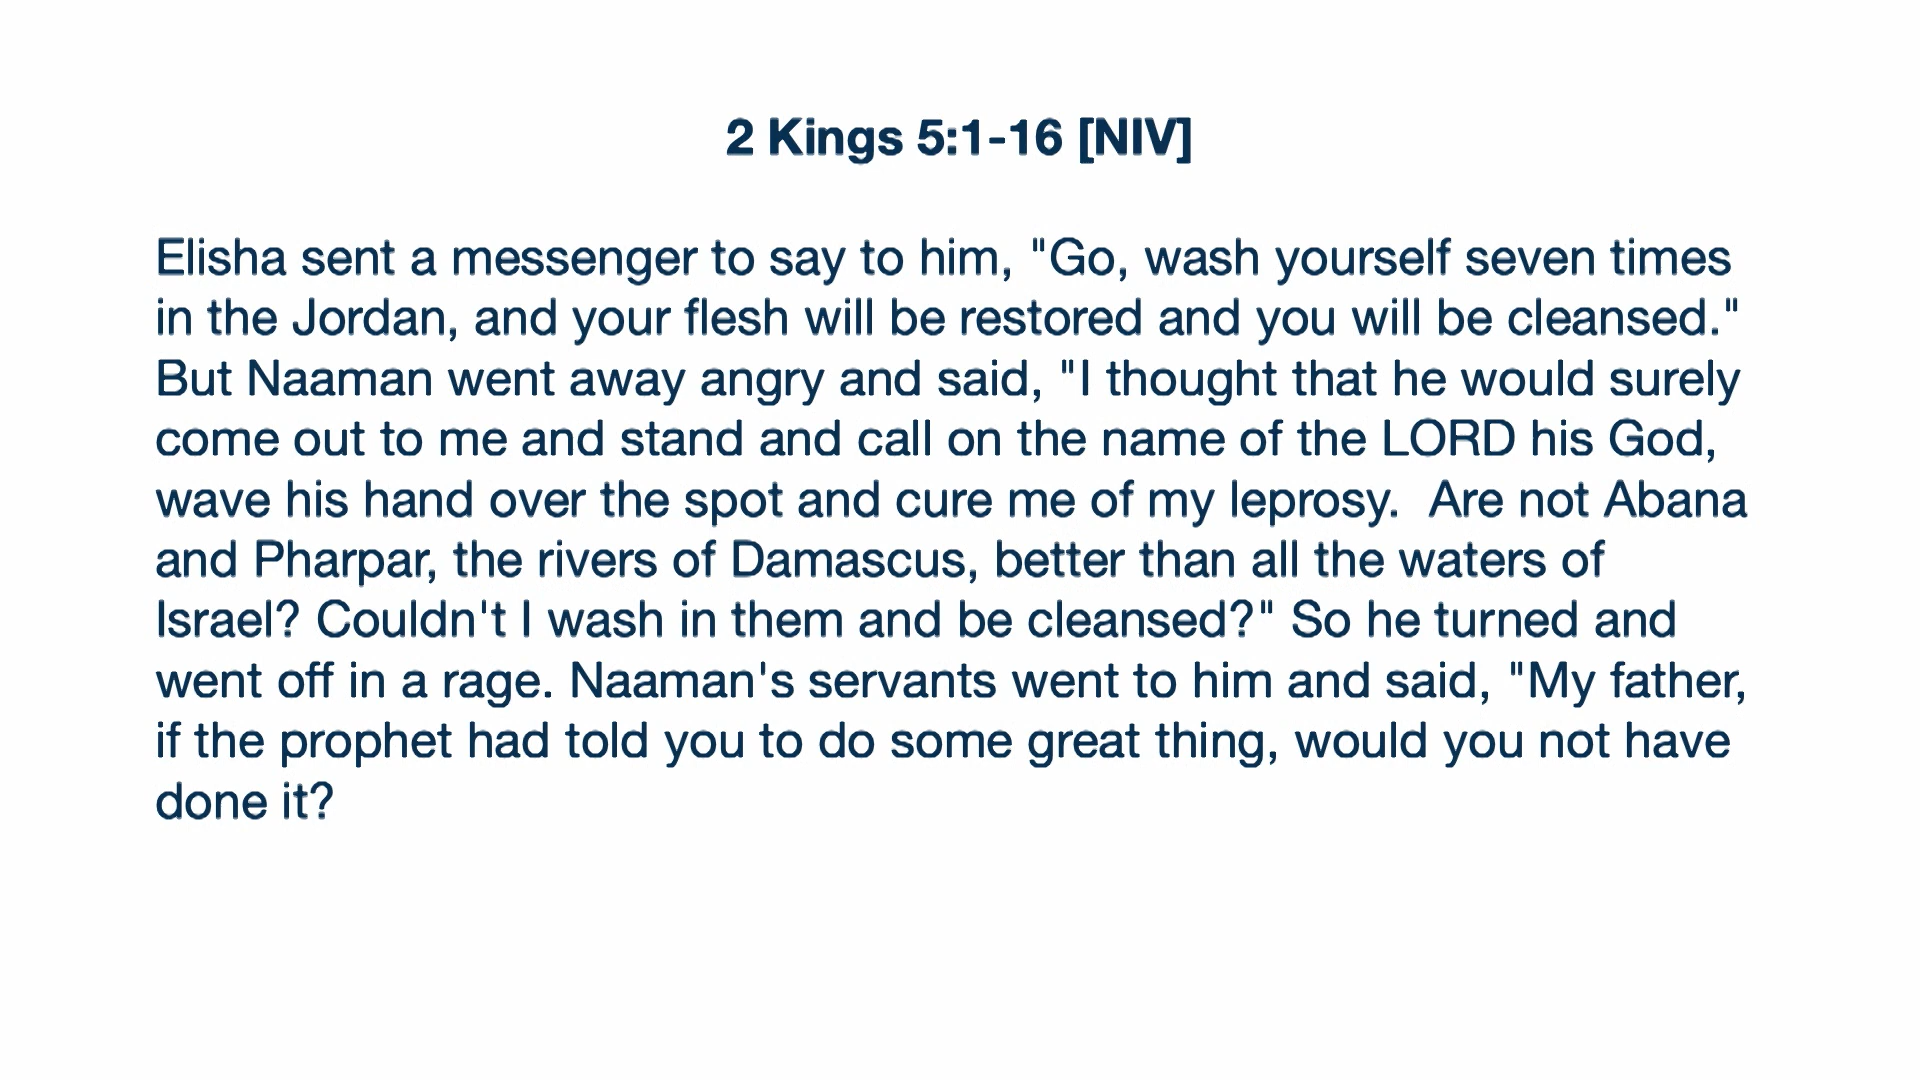 2 Kings 5:1-16 [NIV]
Elisha sent a messenger to say to him, "Go, wash yourself seven times
in the Jordan, and your flesh will be restored and you will be cleansed."
But Naaman went away angry and said, "I thought that he would surely
come out to me and stand and call on the name of the LORD his God,
wave his hand over the spot and cure me of my leprosy.  Are not Abana
and Pharpar, the rivers of Damascus, better than all the waters of
Israel? Couldn't I wash in them and be cleansed?" So he turned and
went off in a rage. Naaman's servants went to him and said, "My father,
if the prophet had told you to do some great thing, would you not have
done it?